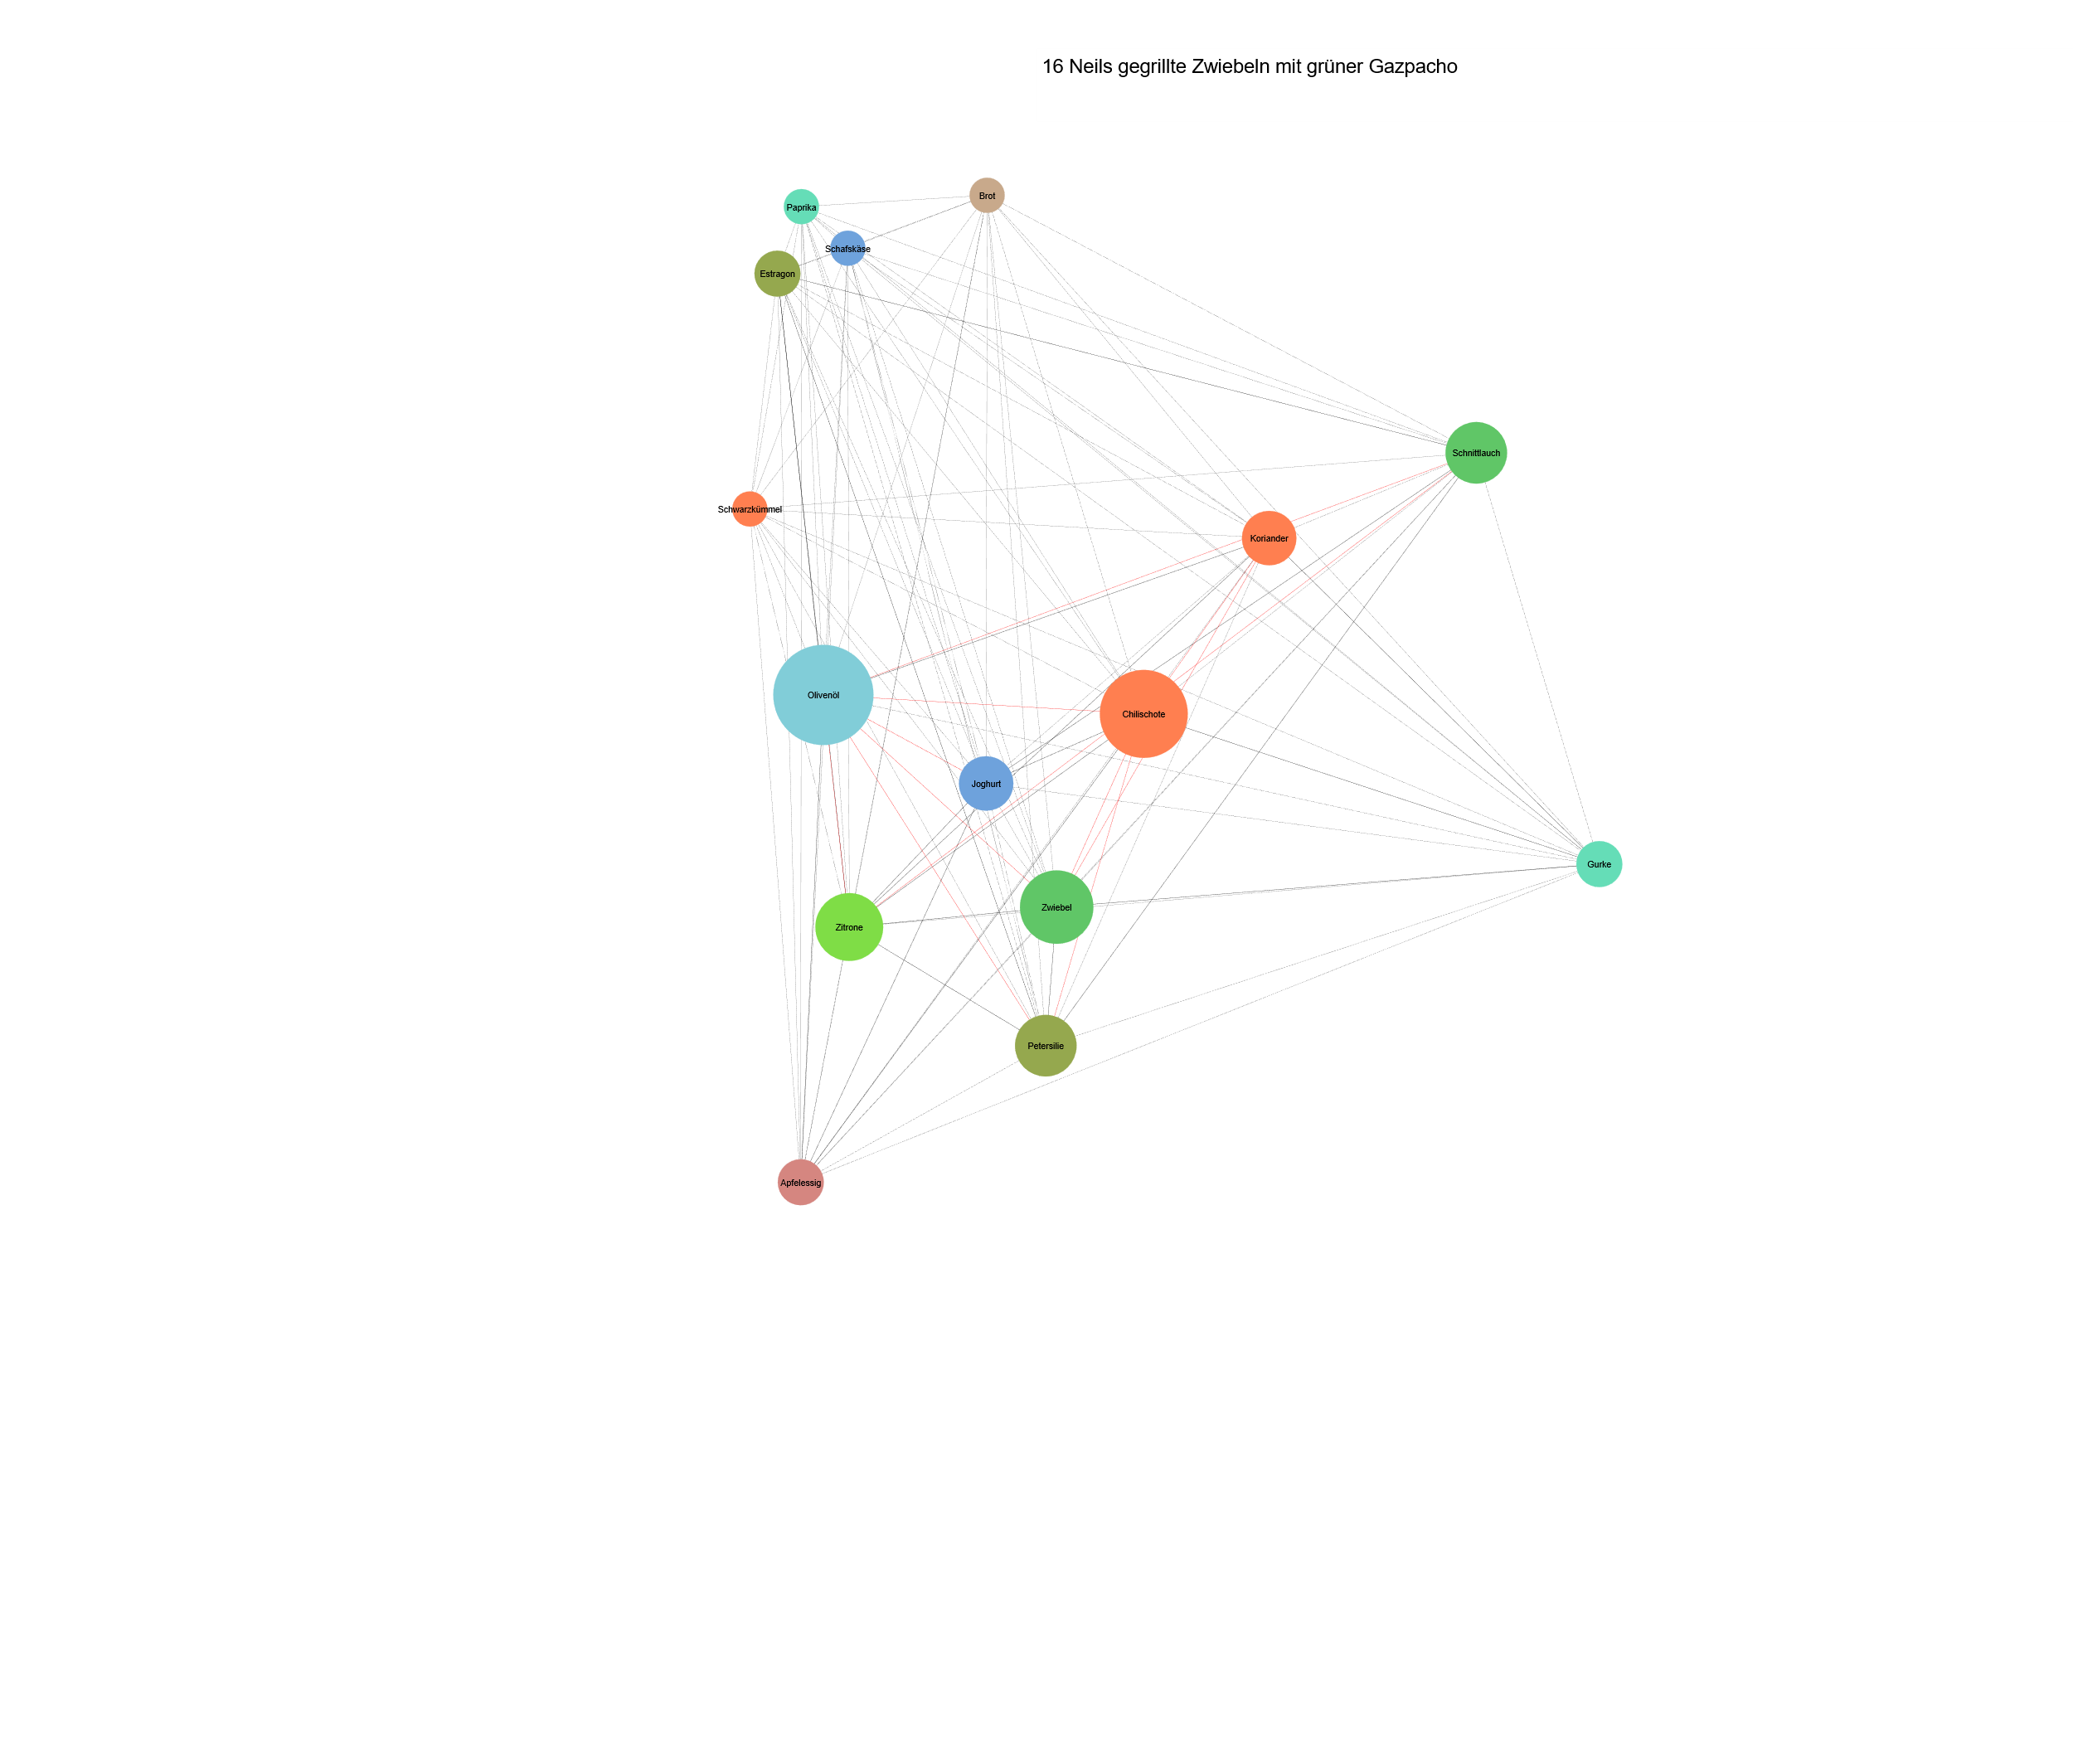 16 Neils gegrillte Zwiebeln mit grüner Gazpacho
Brot
Paprika
Schafskäse
Estragon
Schnittlauch
Schwarzkümmel
Koriander
Olivenöl
Chilischote
Joghurt
Gurke
Zwiebel
Zitrone
Petersilie
Apfelessig